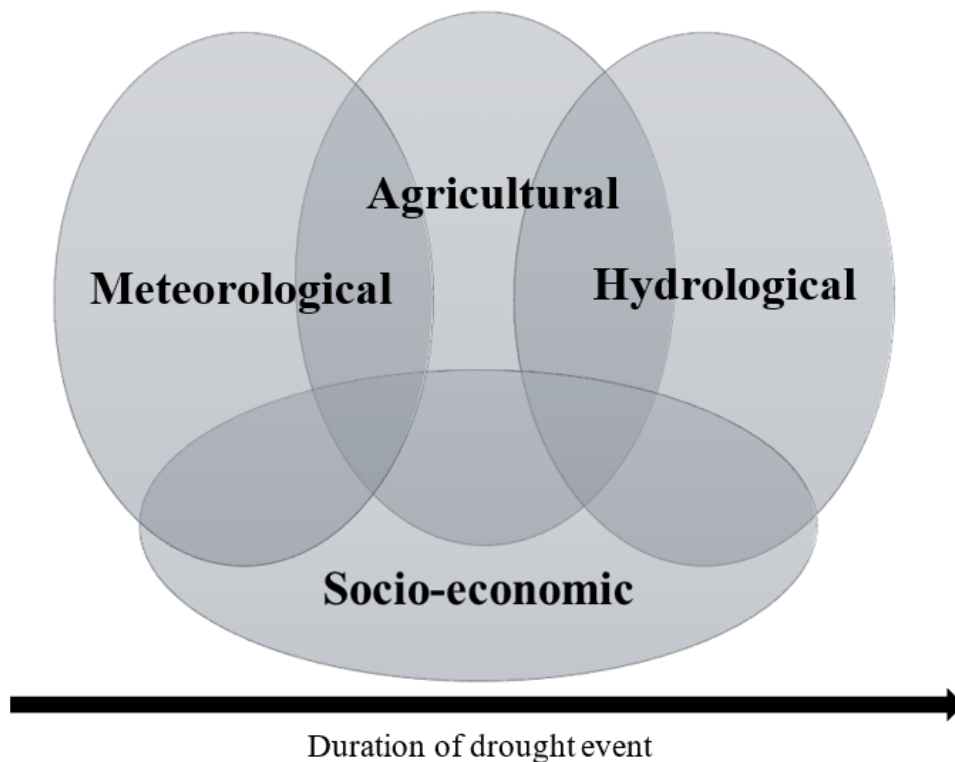 Agricultural
Meteorological
Hydrological
Socio-economic
Duration of drought event